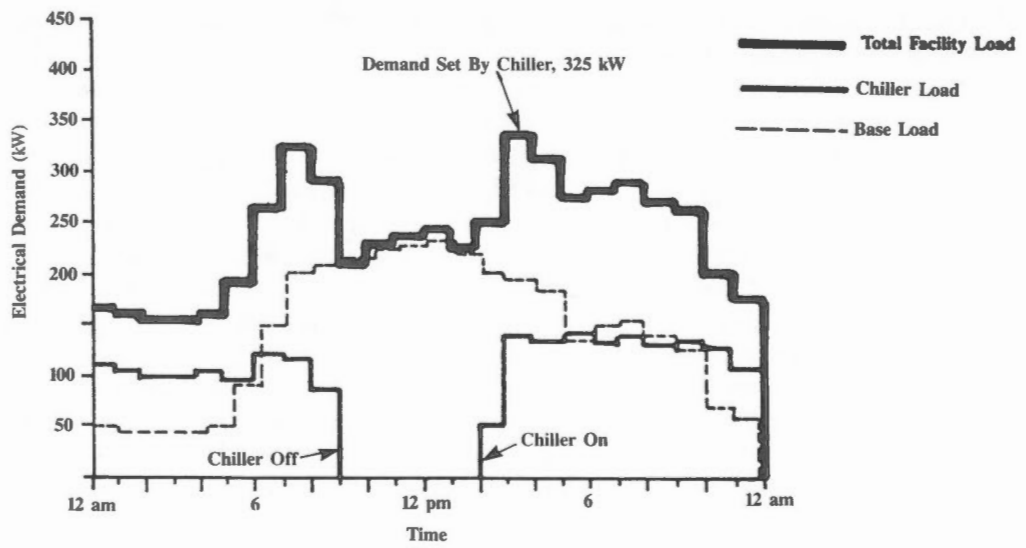 450
400
350
300
250
200
100
50
Electrical Demand (kW)
Demand Set By Chiller, 325 kW
Total Facility Load
Chiller Load
Base Load
Chiller Off
Chiller On
12 am
6
12 pm
6
12 am
Time